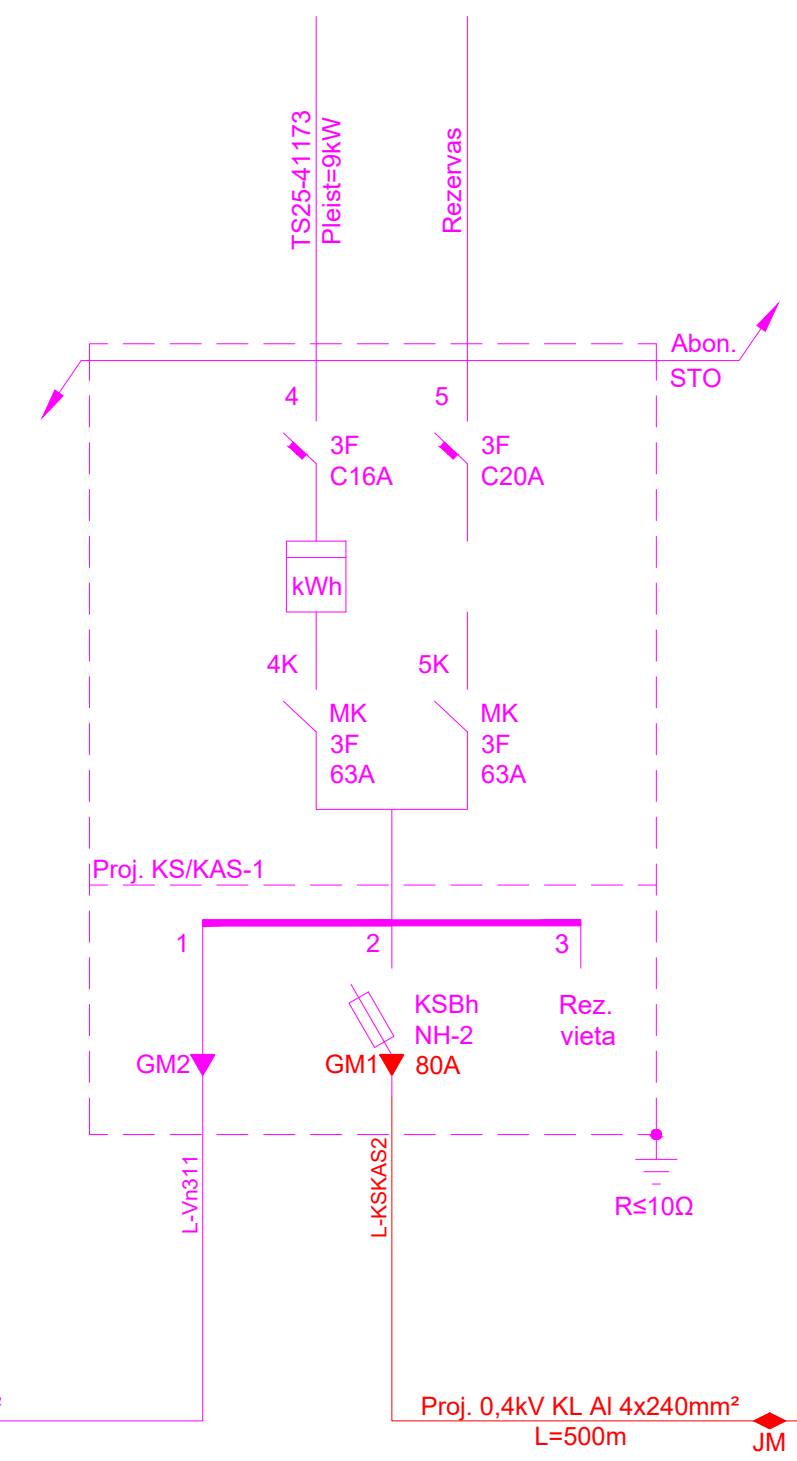 TS25-41173
Pleist=9kW
Rezervas
Abon.
STO
4
5
3F
C16A
3F
C20A
kWh
4K
5K
MK
3F
63A
MK
3F
63A
Proj. KS/KAS-1
1
2
3
KSBh
NH-2
80A
Rez.
vieta
GM2
GM1
L-Vn311
L-KSKAS2
R≤10Ω
Proj. 0,4kV KL Al 4x240mm²
L=500m
JM